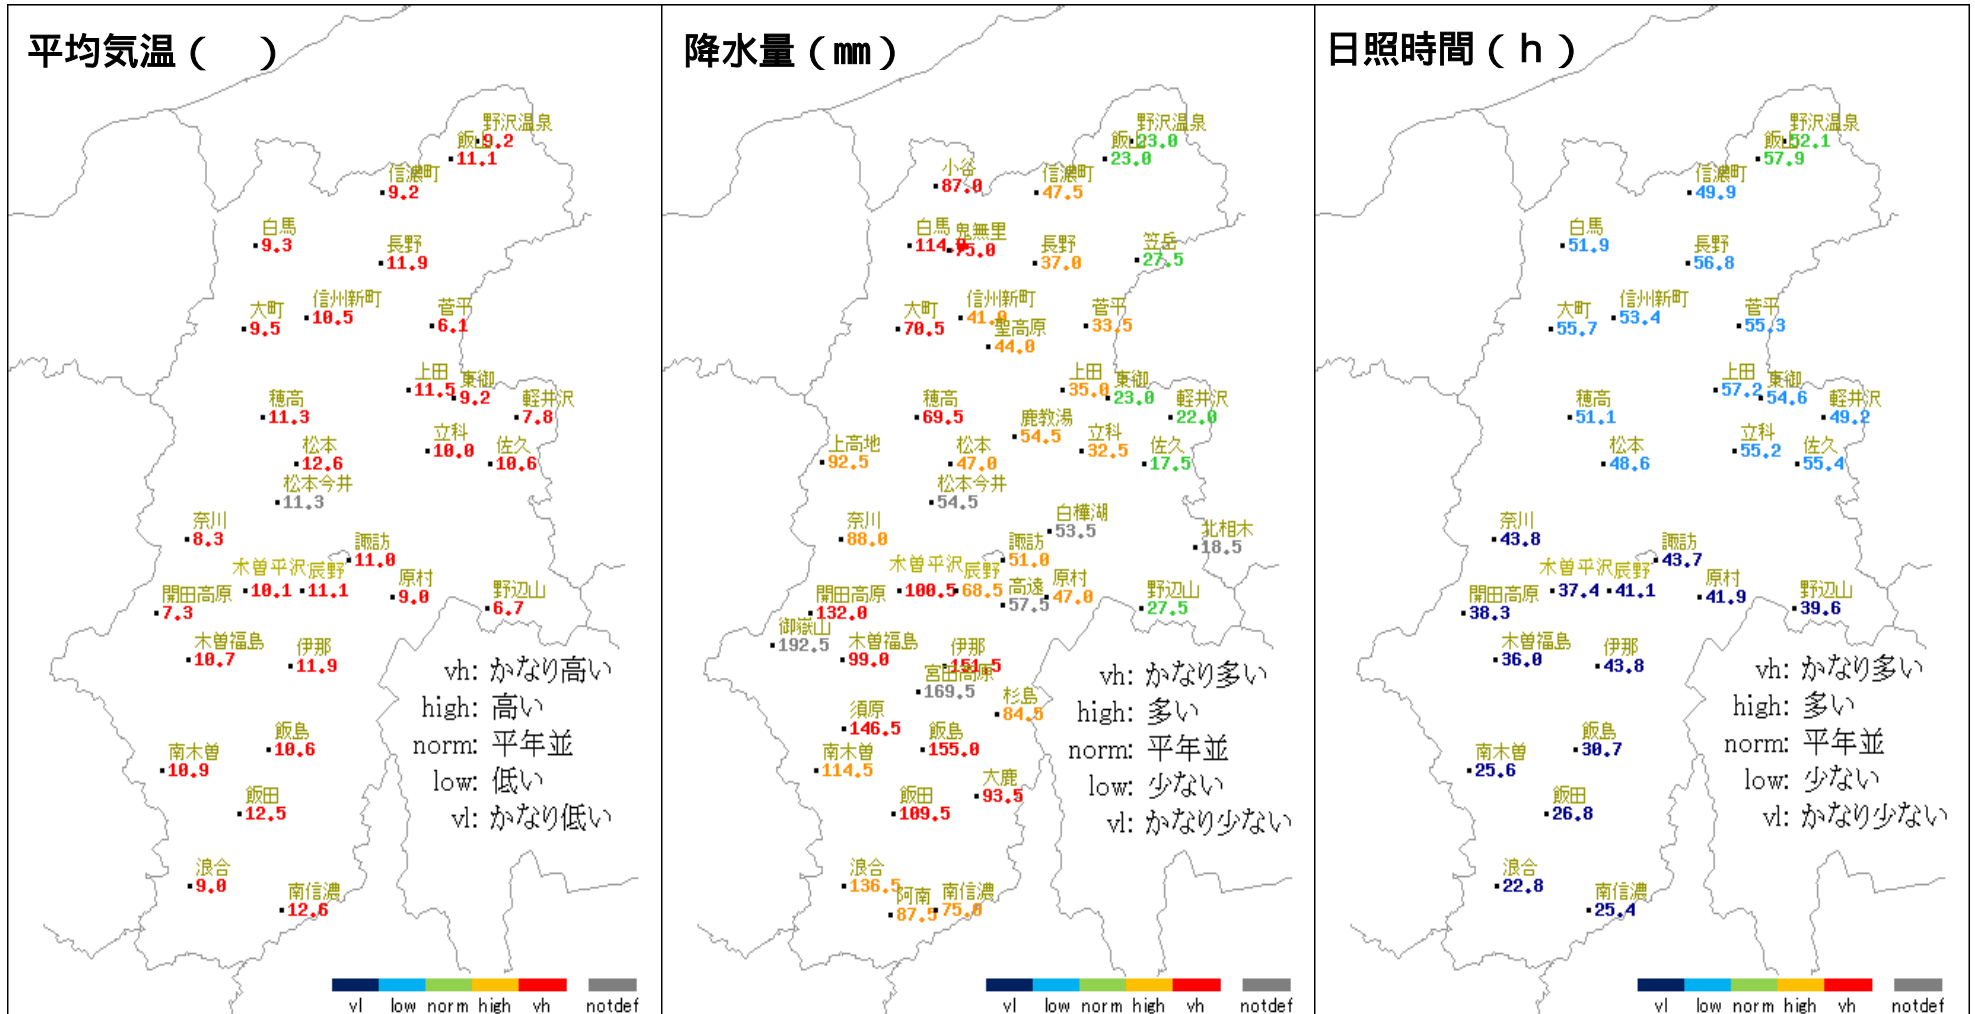 平均気温（　）
野沢温泉
9.2
飯山
11.1
信濃町
9.2
白馬
9.3
長野
11.9
信州新町
10.5
大町
9.5
菅平
6.1
上田
11.5
東御
9.2
穂高
11.3
軽井沢
7.8
立科
10.0
松本
12.6
佐久
10.6
松本今井
11.3
奈川
8.3
諏訪
11.0
木曽平沢
10.1
辰野
11.1
原村
9.0
開田高原
7.3
野辺山
6.7
木曽福島
10.7
伊那
11.9
飯島
10.6
南木曽
10.9
飯田
12.5
浪合
9.0
南信濃
12.6
vh: かなり高い
high: 高い
norm: 平年並
low: 低い
vl: かなり低い
vl low norm high vh notdef
降水量（㎜）
野沢温泉
23.0
飯山
23.0
小谷
87.0
信濃町
47.5
白馬
114.0
鬼無里
75.0
長野
37.0
笠岳
27.5
信州新町
41.0
大町
70.5
菅平
33.5
聖高原
44.0
上田
35.0
東御
23.0
穂高
69.5
軽井沢
22.0
鹿教湯
54.5
立科
32.5
上高地
92.5
松本
47.0
佐久
17.5
松本今井
54.5
白樺湖
53.5
奈川
88.0
北相木
18.5
諏訪
51.0
木曽平沢
100.5
辰野
68.5
高遠
57.5
原村
47.0
開田高原
132.0
野辺山
27.5
御嶽山
192.5
木曽福島
99.0
伊那
151.5
宮田高原
169.5
杉島
84.5
須原
146.5
飯島
155.0
南木曽
114.5
大鹿
93.5
飯田
109.5
浪合
136.5
阿南
87.5
南信濃
75.0
vh: かなり多い
high: 多い
norm: 平年並
low: 少ない
vl: かなり少ない
vl low norm high vh notdef
日照時間（ｈ）
野沢温泉
52.1
飯山
57.9
信濃町
49.9
白馬
51.9
長野
56.8
信州新町
53.4
大町
55.7
菅平
55.3
上田
57.2
東御
54.6
穂高
51.1
軽井沢
49.2
立科
55.2
松本
48.6
佐久
55.4
奈川
43.8
諏訪
43.7
木曽平沢
37.4
辰野
41.1
原村
41.9
開田高原
38.3
野辺山
39.6
木曽福島
36.0
伊那
43.8
飯島
30.7
南木曽
25.6
飯田
26.8
浪合
22.8
南信濃
25.4
vh: かなり多い
high: 多い
norm: 平年並
low: 少ない
vl: かなり少ない
vl low norm high vh notdef